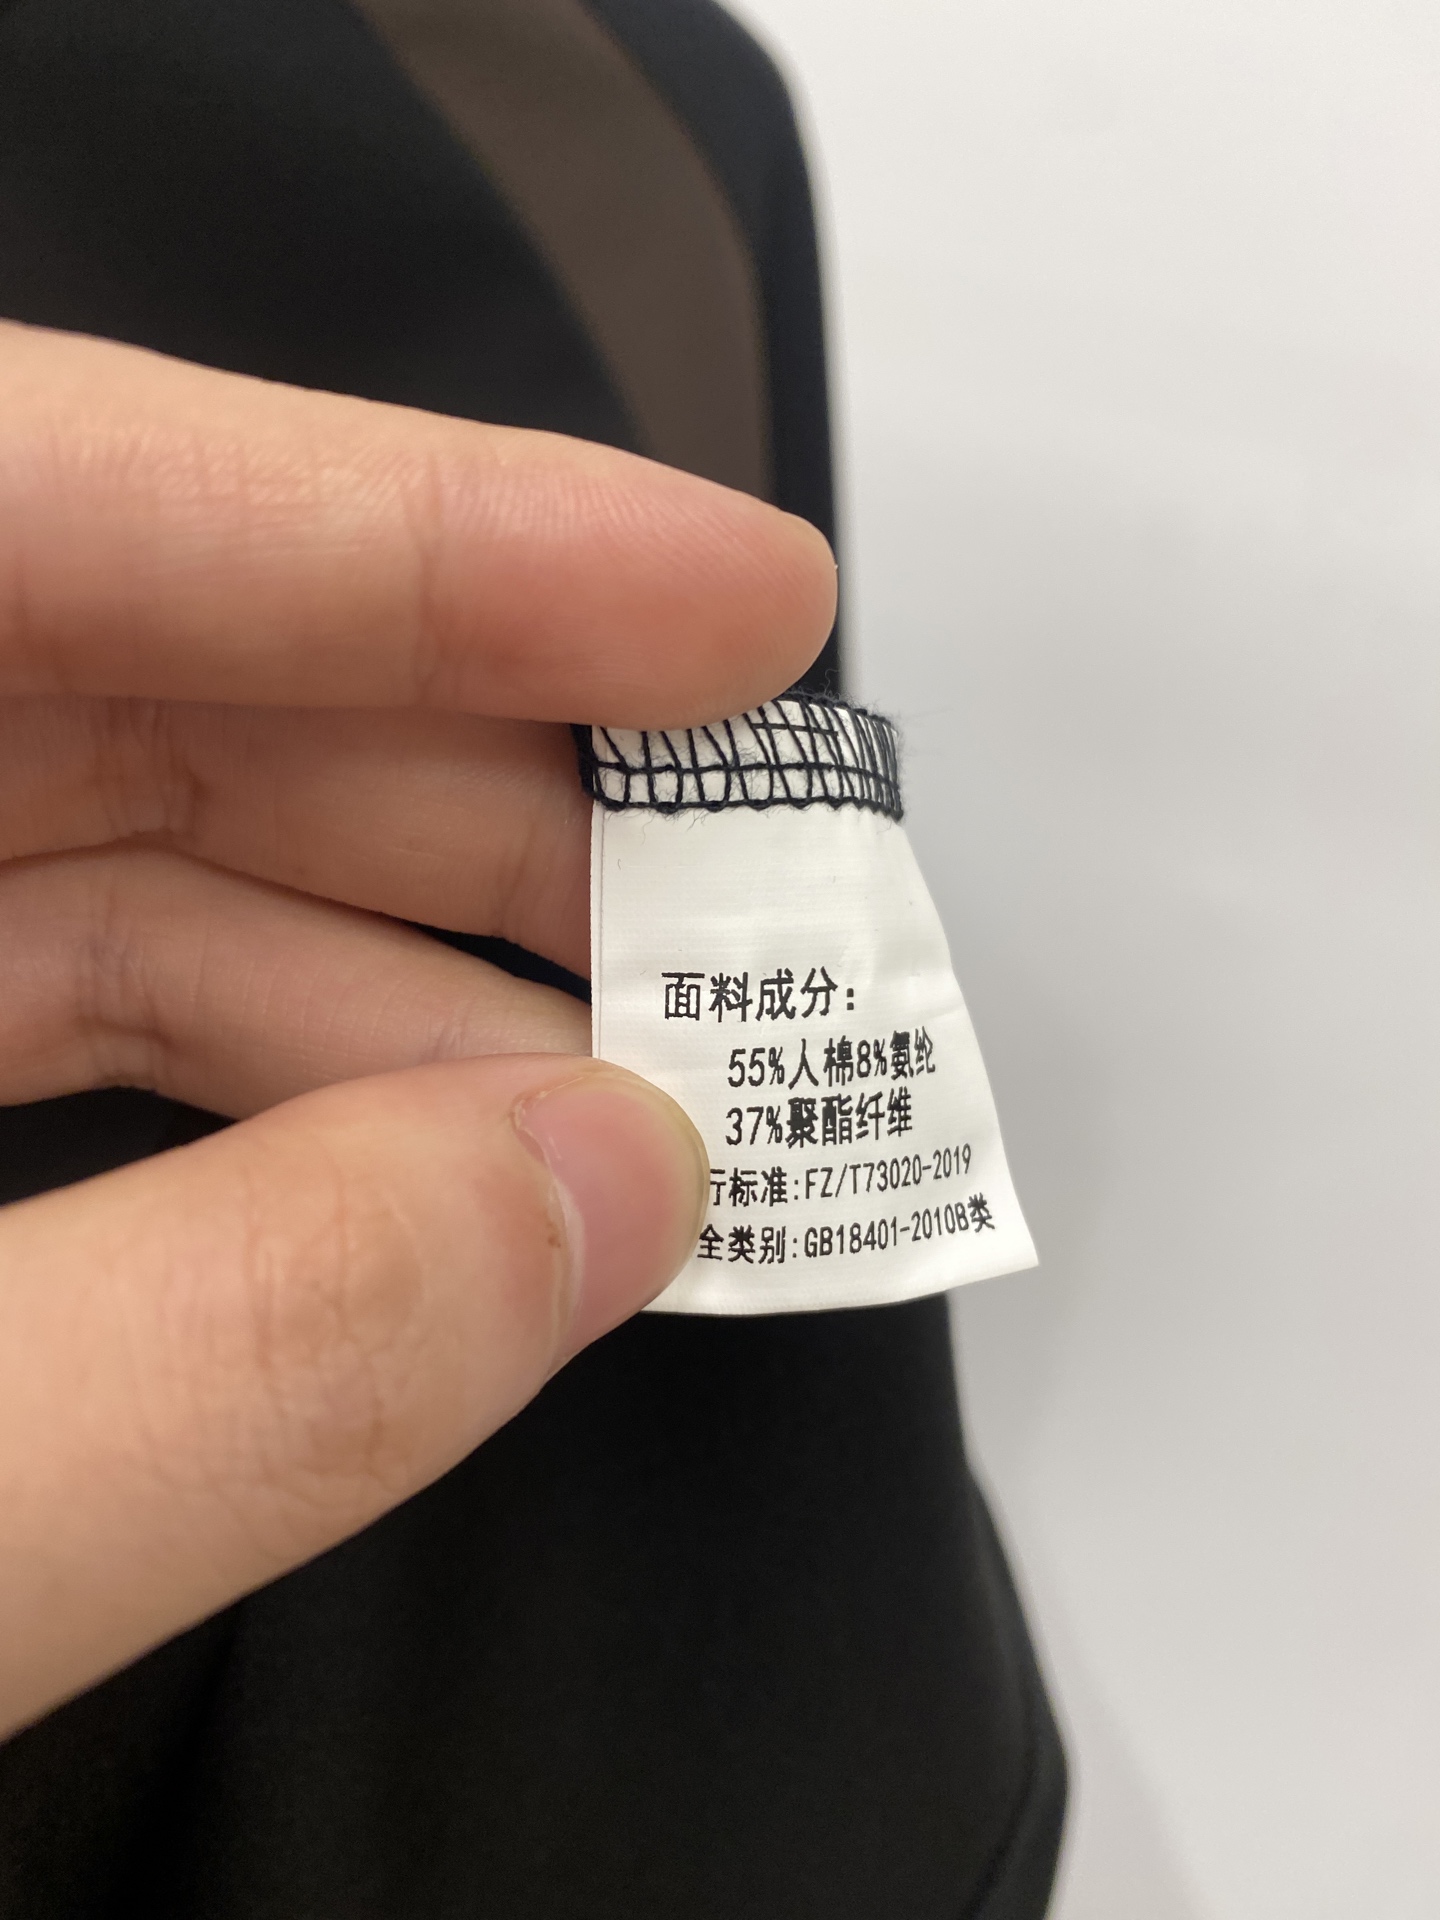 面料成分:
55%人棉8%氨纶
37%聚酯纤维
行标准:FZ/T73020-2019
全类别:GB18401-2010B类